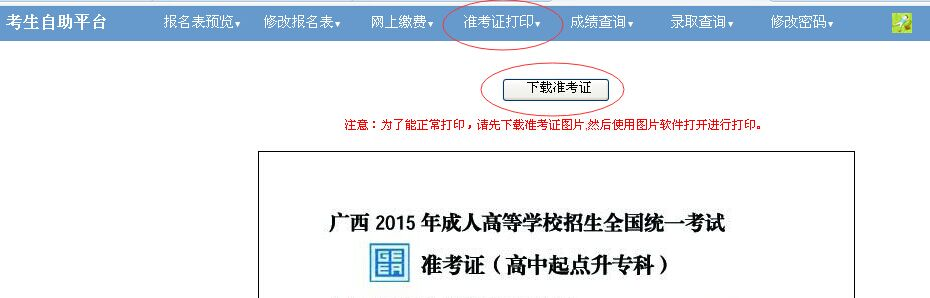 考生自助平台 报名表预览▼ 修改报名表▼ 网上缴费▼ 准考证打印▼ 成绩查询▼ 录取查询▼ 修改密码▼
下载准考证
注意：为了能正常打印，请先下载准考证图片,然后使用图片软件打开进行打印。
广西 2015 年成人高等学校招生全国统一考试
准考证（高中起点升专科）